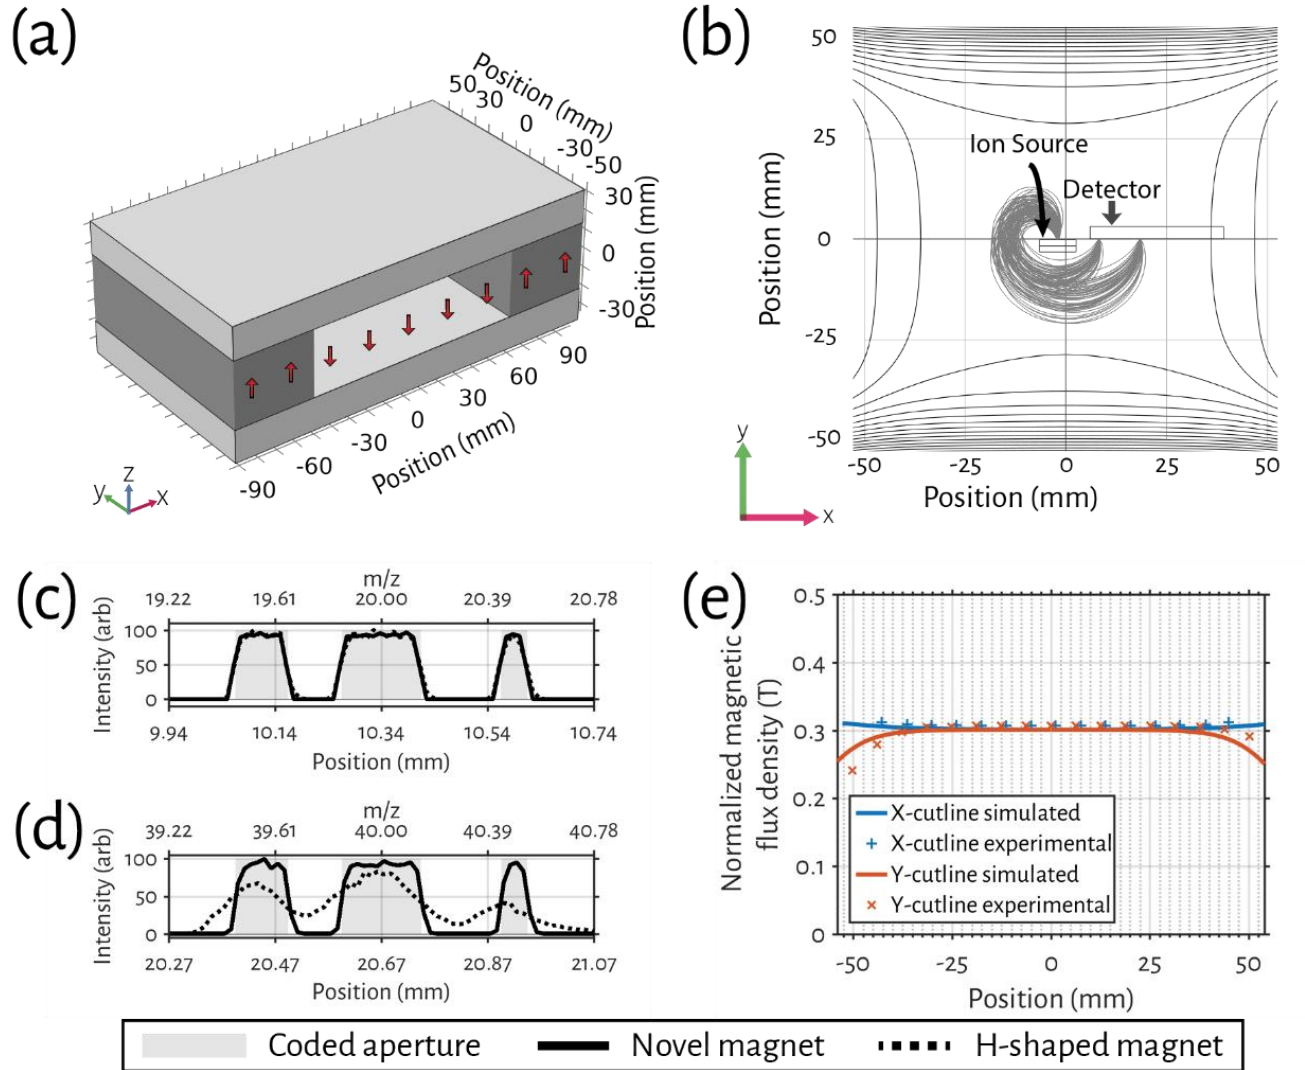 (a)
Position (mm)
50
30
0
-30
-50
30
0
-30
Position (mm)
90
60
30
0
-30
-60
-90
Position (mm)
y
z
x
(b)
50
25
0
-25
-50
Position (mm)
Ion Source
Detector
-50
-25
0
25
50
Position (mm)
y
x
(c)
m/z
19.22 19.61 20.00 20.39 20.78
Intensity (arb)
100
50
0
9.94 10.14 10.34 10.54 10.74
Position (mm)
(d)
m/z
39.22 39.61 40.00 40.39 40.78
Intensity (arb)
100
50
0
20.27 20.47 20.67 20.87 21.07
Position (mm)
(e)
Normalized magnetic
flux density (T)
0.5
0.4
0.3
0.2
0.1
0
X-cutline simulated
X-cutline experimental
Y-cutline simulated
Y-cutline experimental
-50 -25 0 25 50
Position (mm)
Coded aperture Novel magnet H-shaped magnet